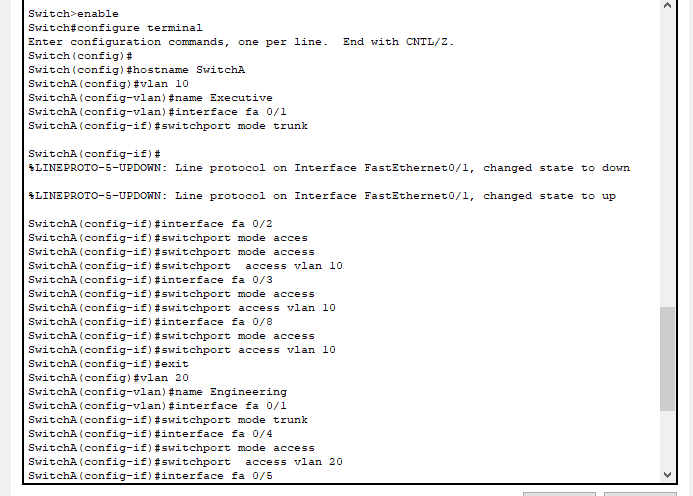 Switch>enable
Switch#configure terminal
Enter configuration commands, one per line.  End with CNTL/Z.
Switch(config)#
Switch(config)#hostname SwitchA
SwitchA(config)#vlan 10
SwitchA(config-vlan)#name Executive
SwitchA(config-vlan)#interface fa 0/1
SwitchA(config-if)#switchport mode trunk
SwitchA(config-if)#
%LINEPROTO-5-UPDOWN: Line protocol on Interface FastEthernet0/1, changed state to down
%LINEPROTO-5-UPDOWN: Line protocol on Interface FastEthernet0/1, changed state to up
SwitchA(config-if)#interface fa 0/2
SwitchA(config-if)#switchport mode acces
SwitchA(config-if)#switchport mode access
SwitchA(config-if)#switchport  access vlan 10
SwitchA(config-if)#interface fa 0/3
SwitchA(config-if)#switchport mode access
SwitchA(config-if)#switchport access vlan 10
SwitchA(config-if)#interface fa 0/8
SwitchA(config-if)#switchport mode access
SwitchA(config-if)#switchport access vlan 10
SwitchA(config-if)#exit
SwitchA(config)#vlan 20
SwitchA(config-vlan)#name Engineering
SwitchA(config-vlan)#interface fa 0/1
SwitchA(config-if)#switchport mode trunk
SwitchA(config-if)#interface fa 0/4
SwitchA(config-if)#switchport mode access
SwitchA(config-if)#switchport  access vlan 20
SwitchA(config-if)#interface fa 0/5